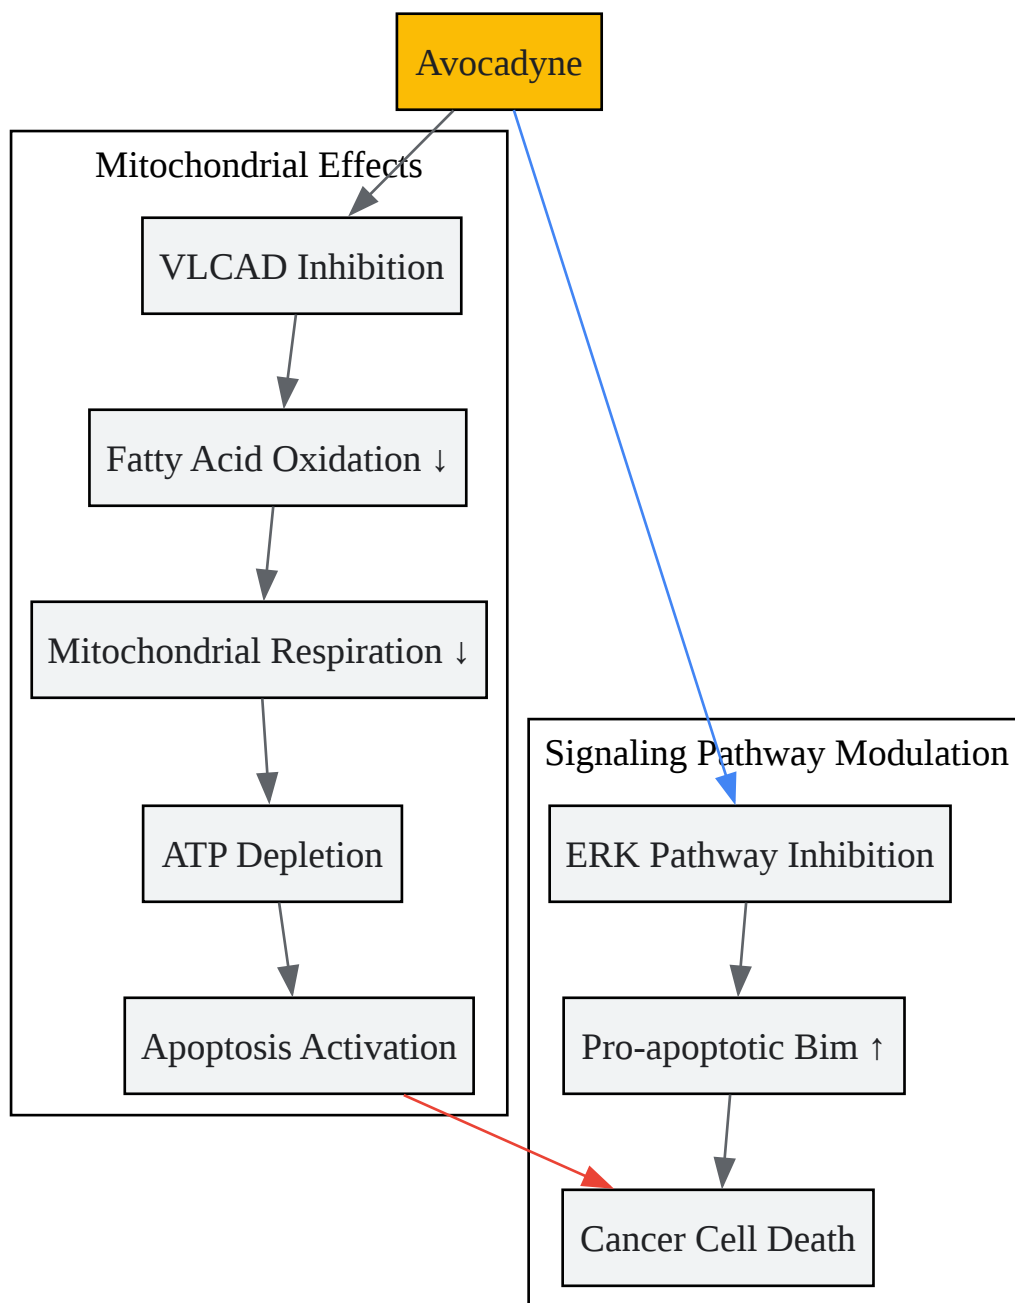 Avocadyne
Mitochondrial Effects
VLCAD Inhibition
Fatty Acid Oxidation ↓
Mitochondrial Respiration ↓
ATP Depletion
Apoptosis Activation
Signaling Pathway Modulation
ERK Pathway Inhibition
Pro-apoptotic Bim ↑
Cancer Cell Death